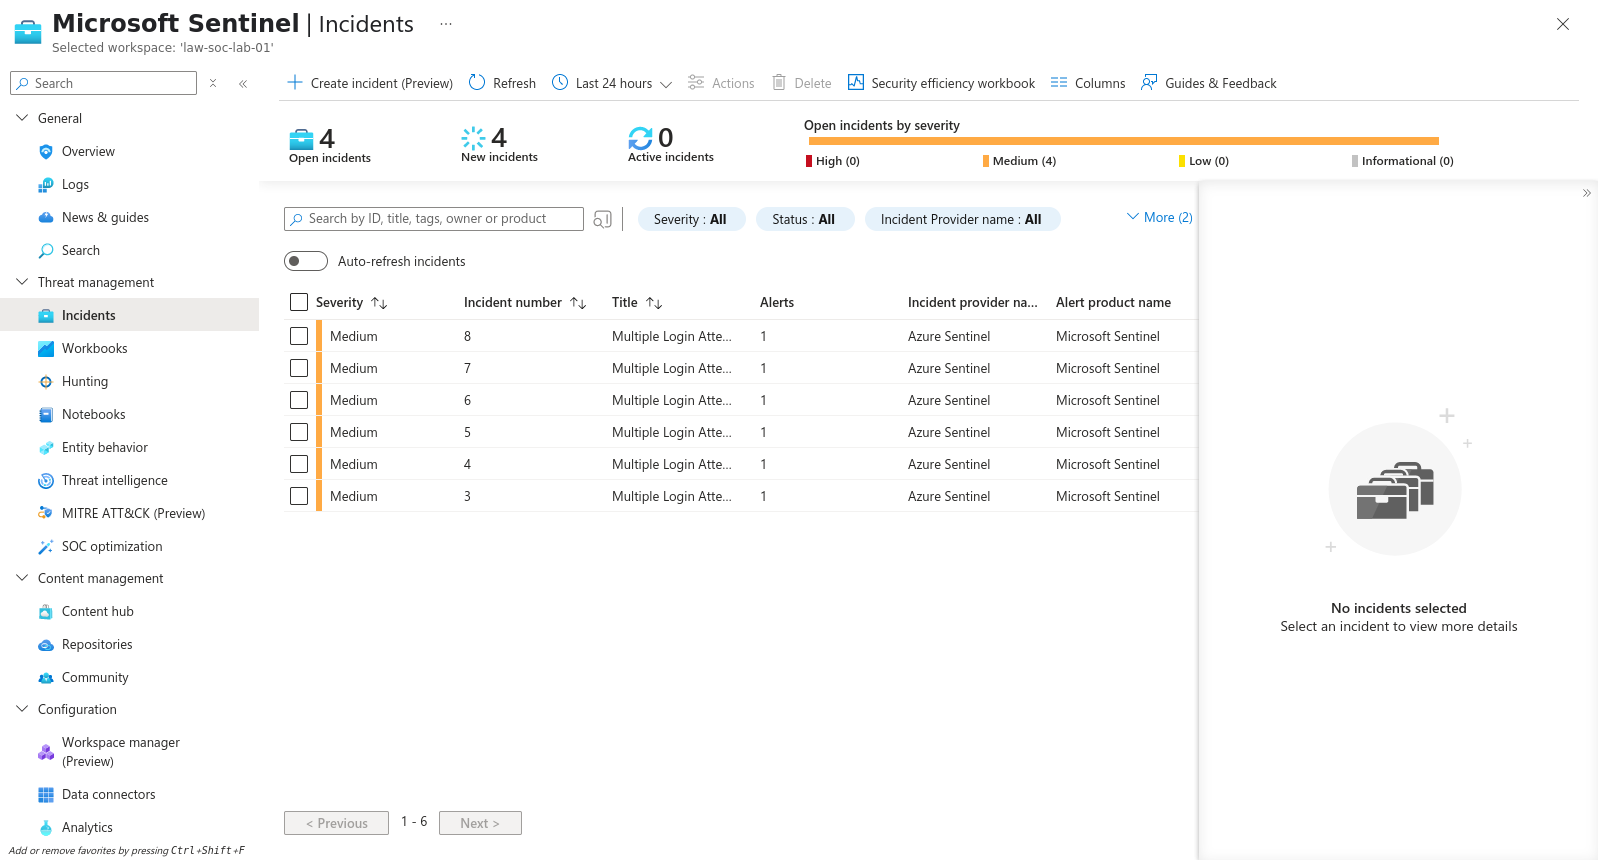 Microsoft Sentinel | Incidents ...
Selected workspace: 'law-soc-lab-01'
Search
General
Overview
Logs
News & guides
Search
Threat management
Incidents
Workbooks
Hunting
Notebooks
Entity behavior
Threat intelligence
MITRE ATT&CK (Preview)
SOC optimization
Content management
Content hub
Repositories
Community
Configuration
Workspace manager
(Preview)
Data connectors
Analytics
Add or remove favorites by pressing Ctrl+Shift+F
Create incident (Preview) Refresh Last 24 hours Actions Delete Security efficiency workbook Columns Guides & Feedback
4 Open incidents
4 New incidents
0 Active incidents
Open incidents by severity
High (0) Medium (4) Low (0) Informational (0)
Search by ID, title, tags, owner or product Severity : All Status : All Incident Provider name : All More (2)
Auto-refresh incidents
Severity Incident number Title Alerts Incident provider na... Alert product name
Medium 8 Multiple Login Atte... 1 Azure Sentinel Microsoft Sentinel
Medium 7 Multiple Login Atte... 1 Azure Sentinel Microsoft Sentinel
Medium 6 Multiple Login Atte... 1 Azure Sentinel Microsoft Sentinel
Medium 5 Multiple Login Atte... 1 Azure Sentinel Microsoft Sentinel
Medium 4 Multiple Login Atte... 1 Azure Sentinel Microsoft Sentinel
Medium 3 Multiple Login Atte... 1 Azure Sentinel Microsoft Sentinel
< Previous 1 - 6 Next >
No incidents selected
Select an incident to view more details